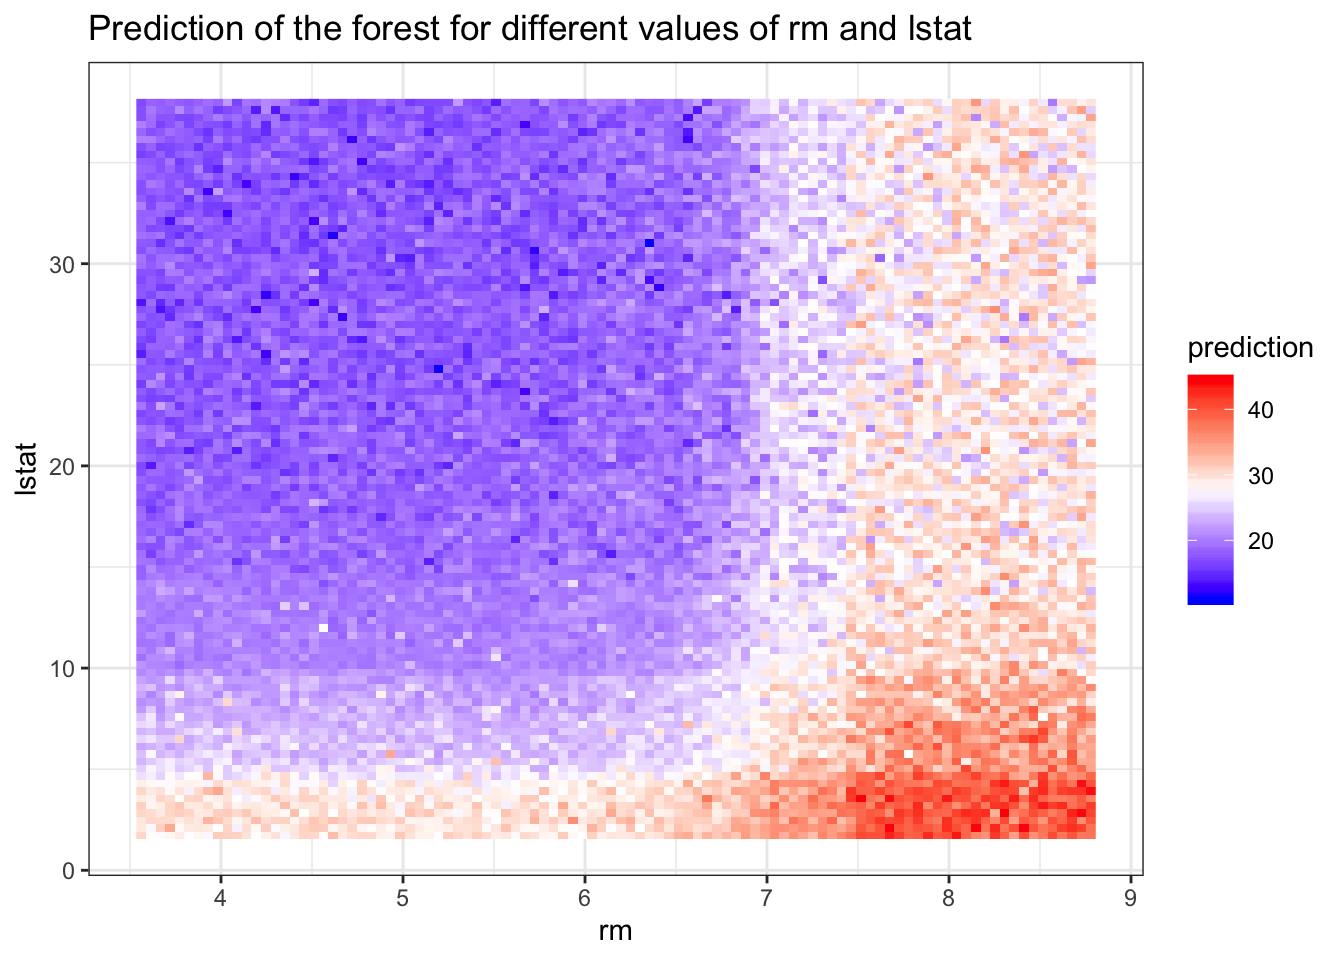 Prediction of the forest for different values of rm and lstat
30
20
10
0
lstat
4 5 6 7 8 9
rm
prediction
40
30
20